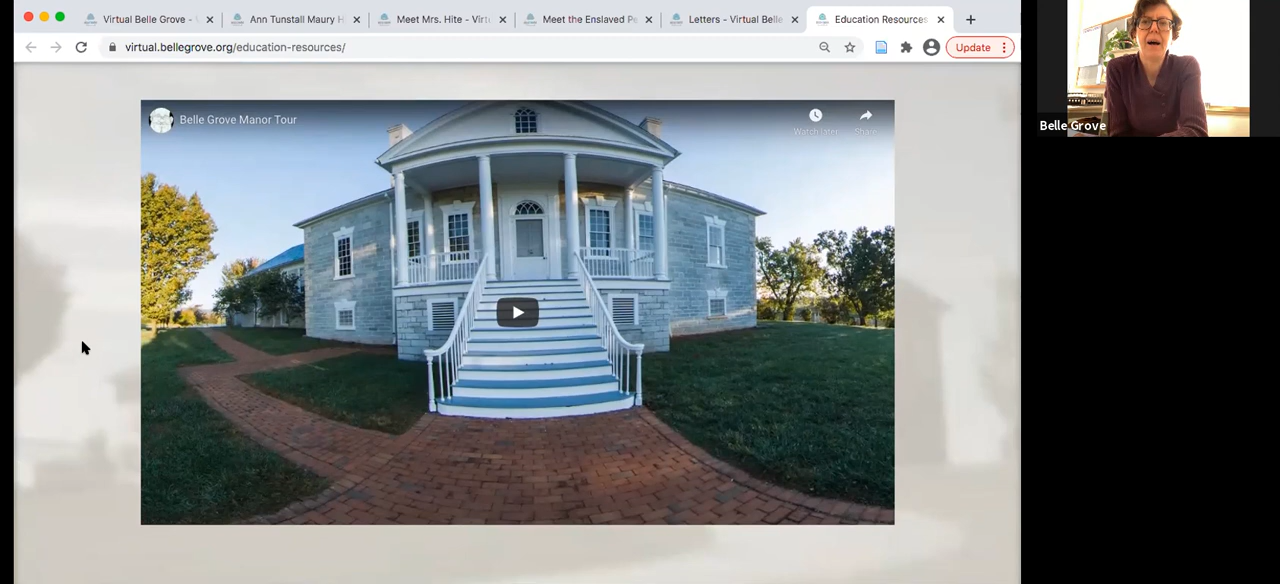 Virtual Belle Grove -
Ann Tunstall Maury H
Meet Mrs. Hite - Virt
Meet the Enslaved Pe
Letters - Virtual Belle
Education Resources
virtual.bellegrove.org/education-resources/
Update
Belle Grove Manor Tour
Watch later
Share
Belle Grove